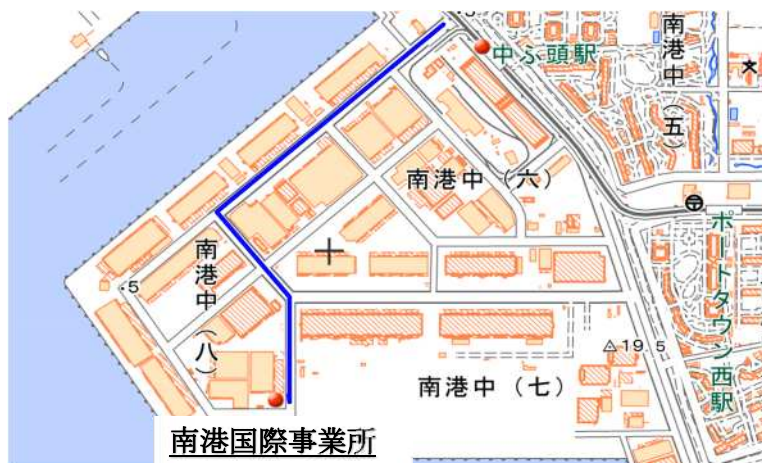 中ふ頭駅
南港中（五）
南港中（六）
ポートタウン西駅
南港中（八）
・5
19.5
南港中（七）
南港国際事業所